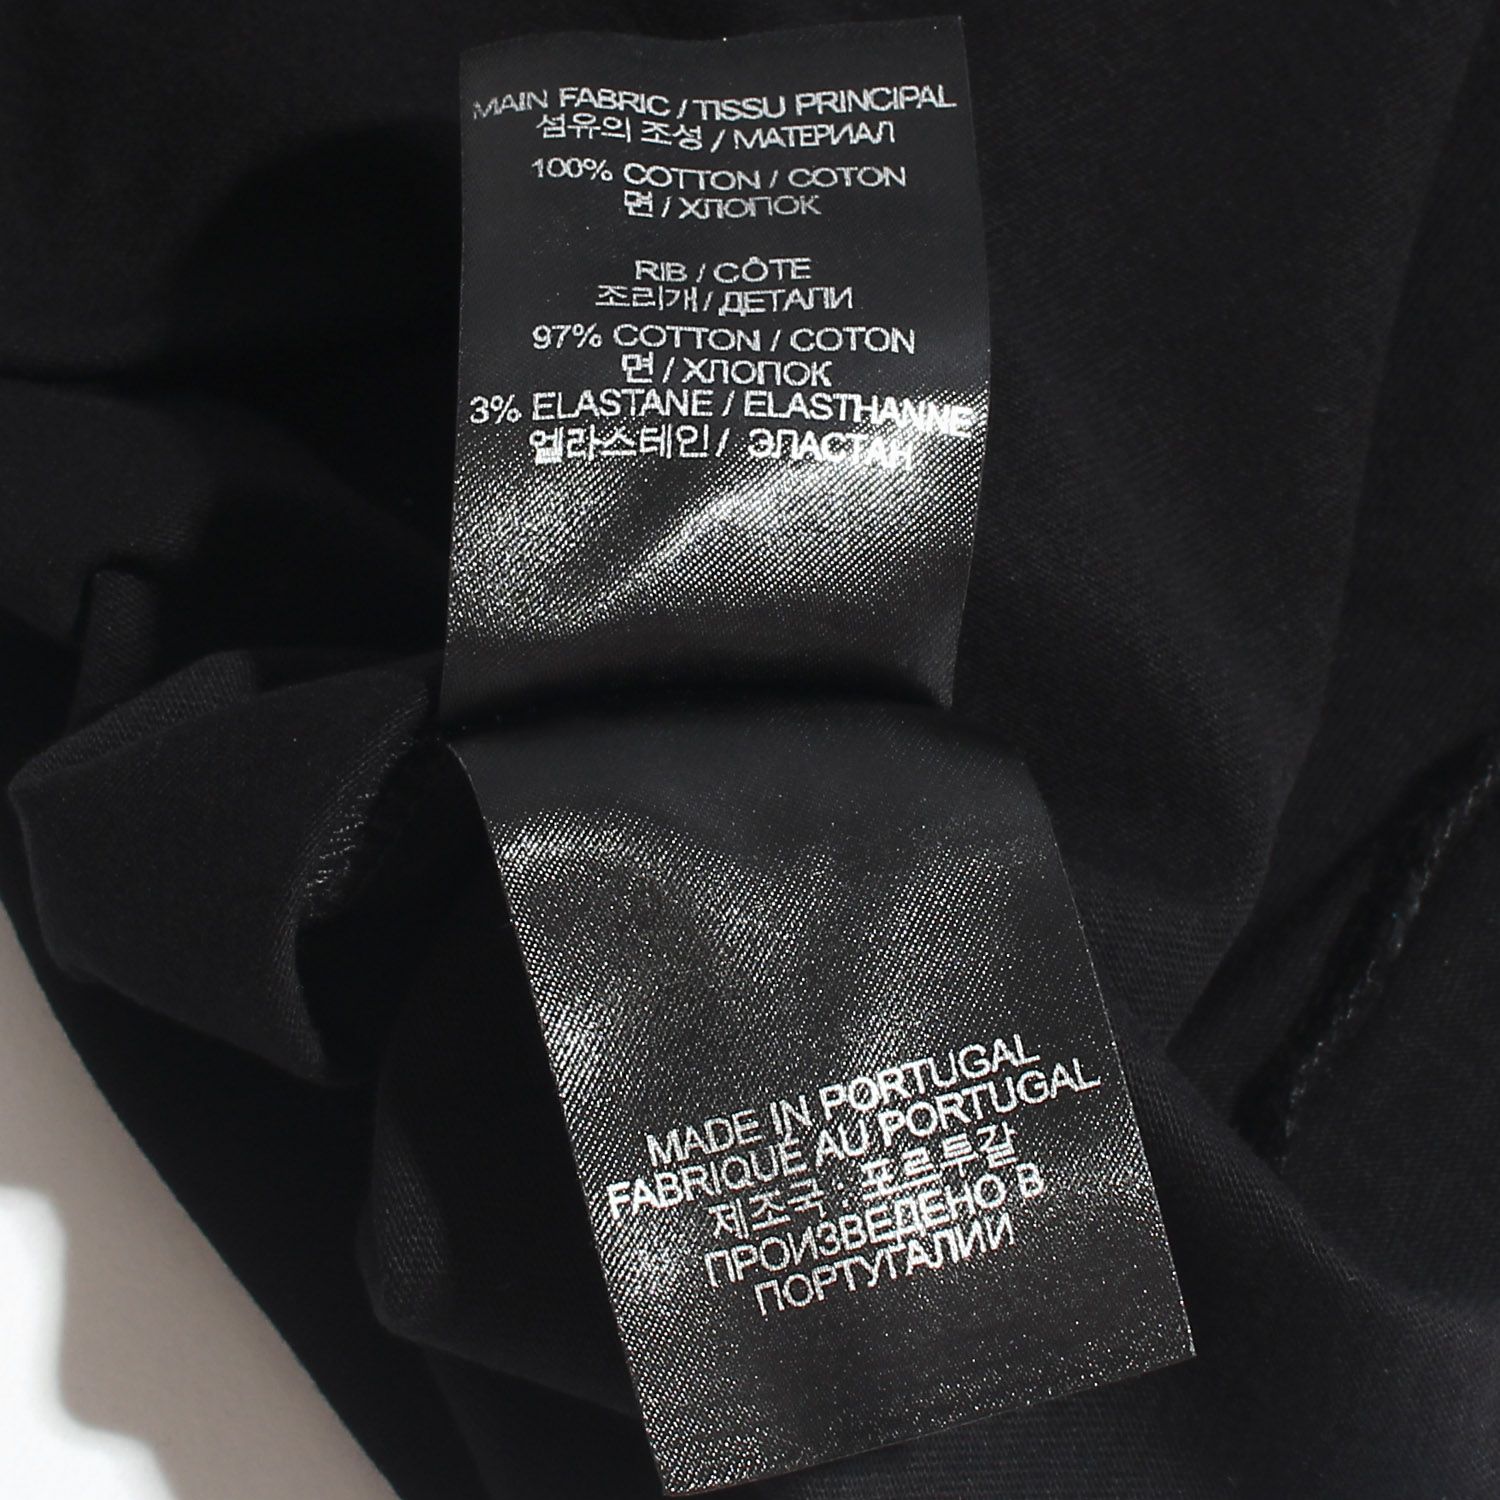 MAIN FABRIC / TISSU PRINCIPAL
섬유의 조성 / МАТЕРИАЛ
100% COTTON / COTON
면 / ХЛОПОК
RIB / CÔTE
조리개 / ДЕТАЛИ
97% COTTON / COTON
면 / ХЛОПОК
3% ELASTANE / ELASTHANNE
엘라스테인 / ЭЛАСТАН
MADE IN PORTUGAL
FABRIQUÉ AU PORTUGAL
제조국 : 포르투갈
ПРОИЗВЕДЕНО В
ПОРТУГАЛИИ